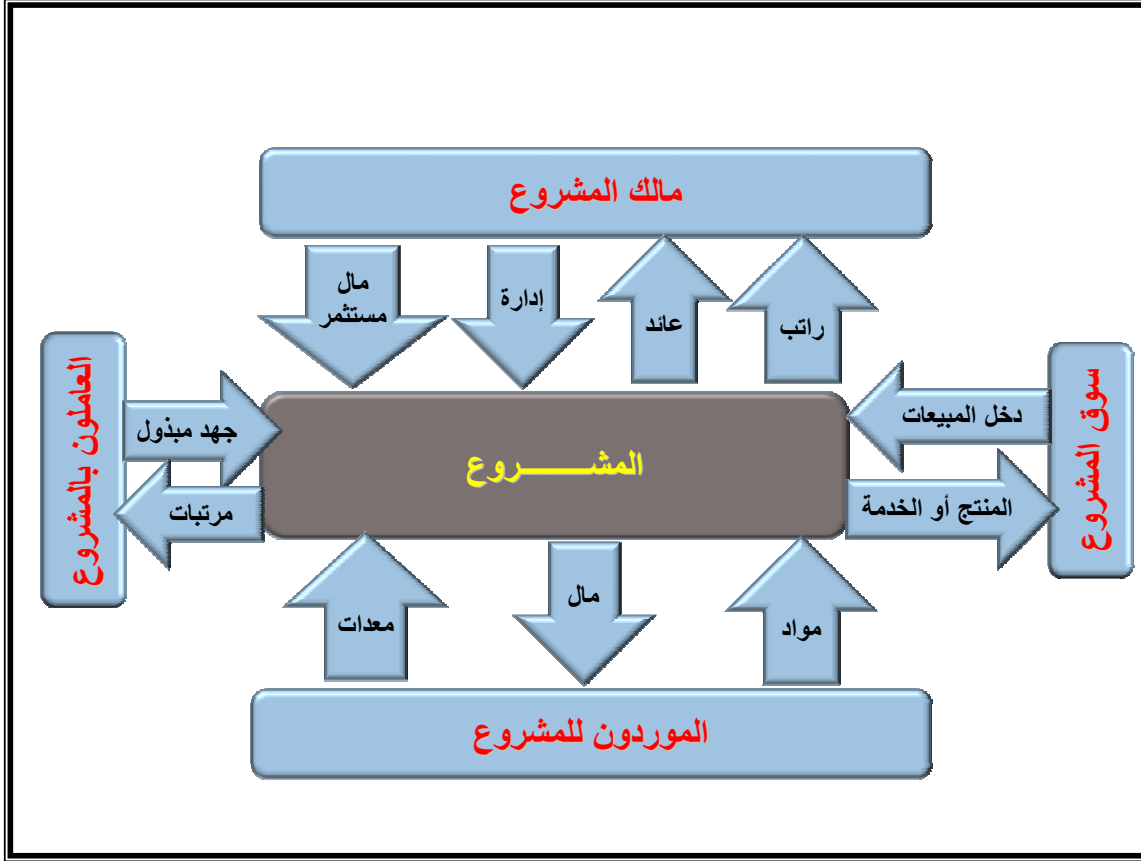 مالك المشروع
راتب
عائد
إدارة
مال
مستثمر
سوق المشروع
دخل المبيعات
المنتج أو الخدمة
المشـــــــروع
جهد مبذول
مرتبات
العاملون بالمشروع
مواد
مال
معدات
الموردون للمشروع